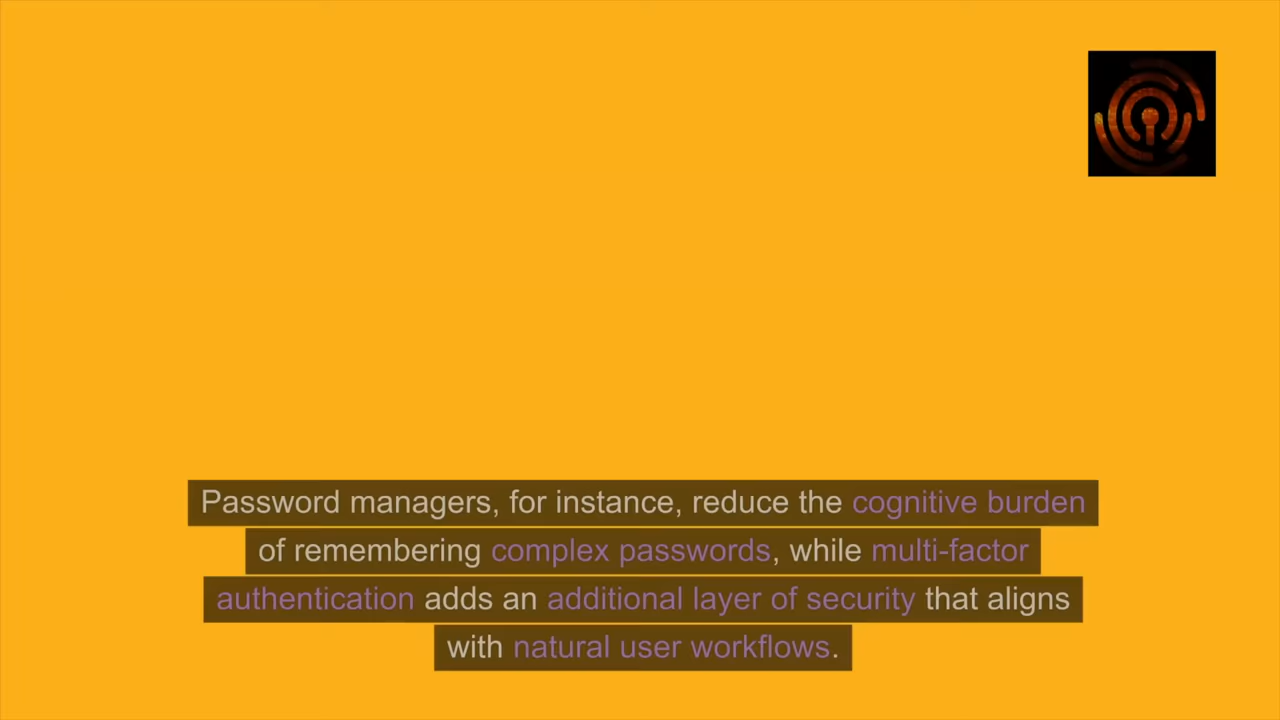 Password managers, for instance, reduce the cognitive burden
of remembering complex passwords, while multi-factor
authentication adds an additional layer of security that aligns
with natural user workflows.